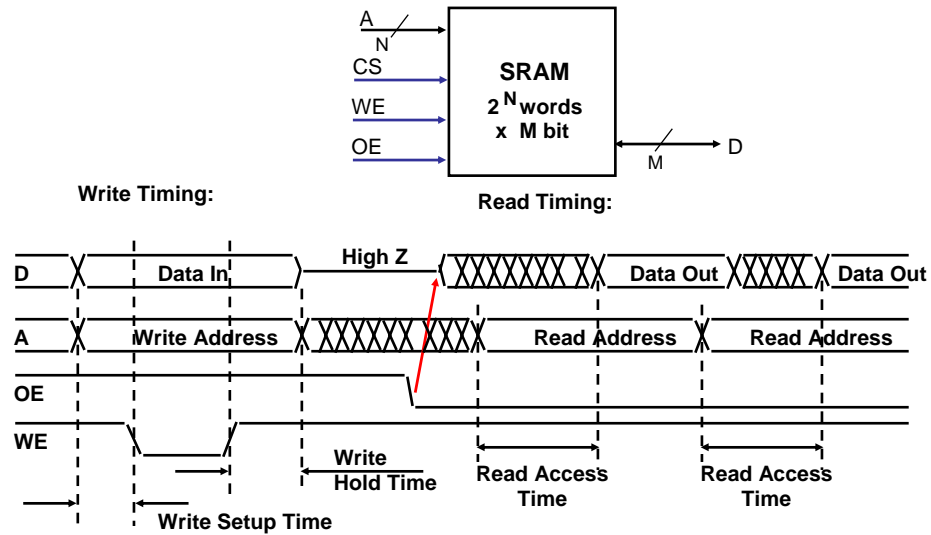 A
N
CS
WE
OE
SRAM
2 N words
x M bit
M
D
Write Timing:
Read Timing:
D
Data In
High Z
Data Out
Data Out
A
Write Address
Read Address
Read Address
OE
WE
Write
Hold Time
Read Access
Time
Read Access
Time
Write Setup Time